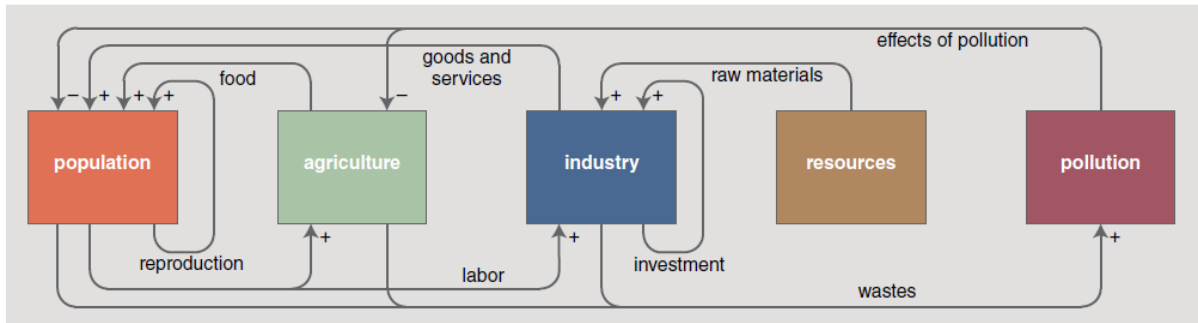 effects of pollution
goods and
services
food
raw materials
− + + +
−
+ +
population
agriculture
industry
resources
pollution
+
+
+
reproduction
labor
investment
wastes